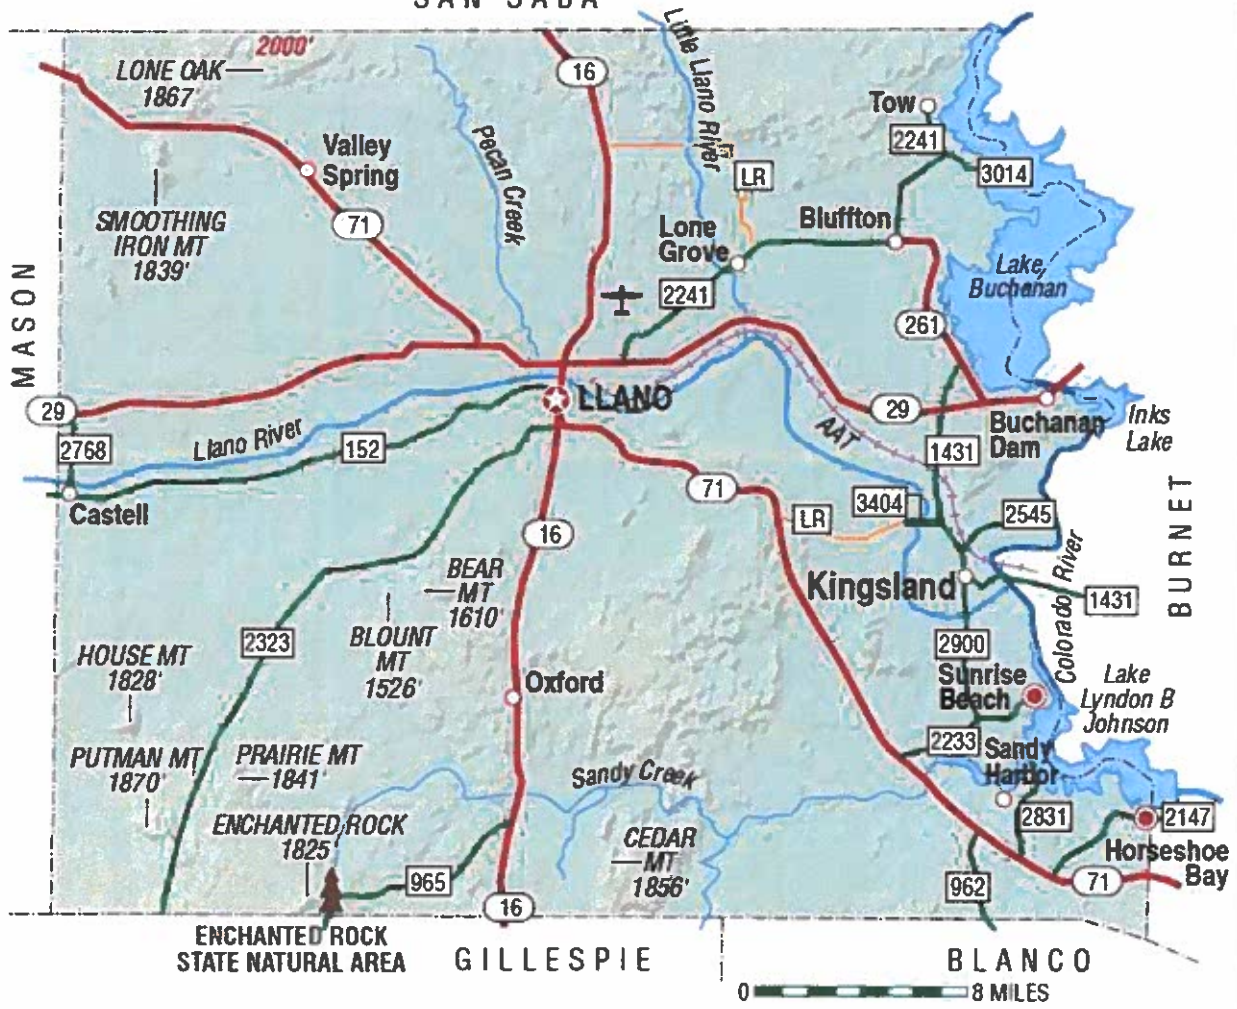 SAN SABA
2000'
LONE OAK
1867'
16
Little Llano River
Tow
2241
3014
Valley
Spring
Pecan Creek
LR
71
SMOOTHING
IRON MT
1839'
Lone
Grove
Bluffton
Lake
Buchanan
2241
261
MASON
29
LLANO
29
Buchanan
Dam
Inks
Lake
2768
Llano River
152
AAT
1431
Castell
71
3404
LR
2545
16
BURNET
BEAR
MT
1610'
Kingsland
Colorado River
1431
BLOUNT
MT
1526'
2323
2900
HOUSE MT
1828'
Oxford
Sunrise
Beach
Lake
Lyndon B
Johnson
2233
Sandy
Harbor
PUTMAN MT
1870'
PRAIRIE MT
1841'
Sandy Creek
ENCHANTED ROCK
1825'
CEDAR
MT
1856'
2831
2147
Horseshoe
Bay
965
962
71
16
ENCHANTED ROCK
STATE NATURAL AREA
GILLESPIE
BLANCO
0
8 MILES